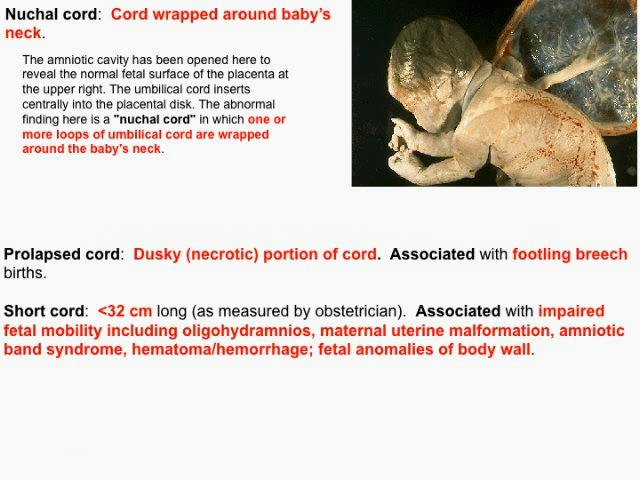 Nuchal cord:  Cord wrapped around baby's
neck.
The amniotic cavity has been opened here to
reveal the normal fetal surface of the placenta at
the upper right. The umbilical cord inserts
centrally into the placental disk. The abnormal
finding here is a "nuchal cord" in which one or
more loops of umbilical cord are wrapped
around the baby's neck.
Prolapsed cord:  Dusky (necrotic) portion of cord.  Associated with footling breech
births.
Short cord:  <32 cm long (as measured by obstetrician).  Associated with impaired
fetal mobility including oligohydramnios, maternal uterine malformation, amniotic
band syndrome, hematoma/hemorrhage; fetal anomalies of body wall.